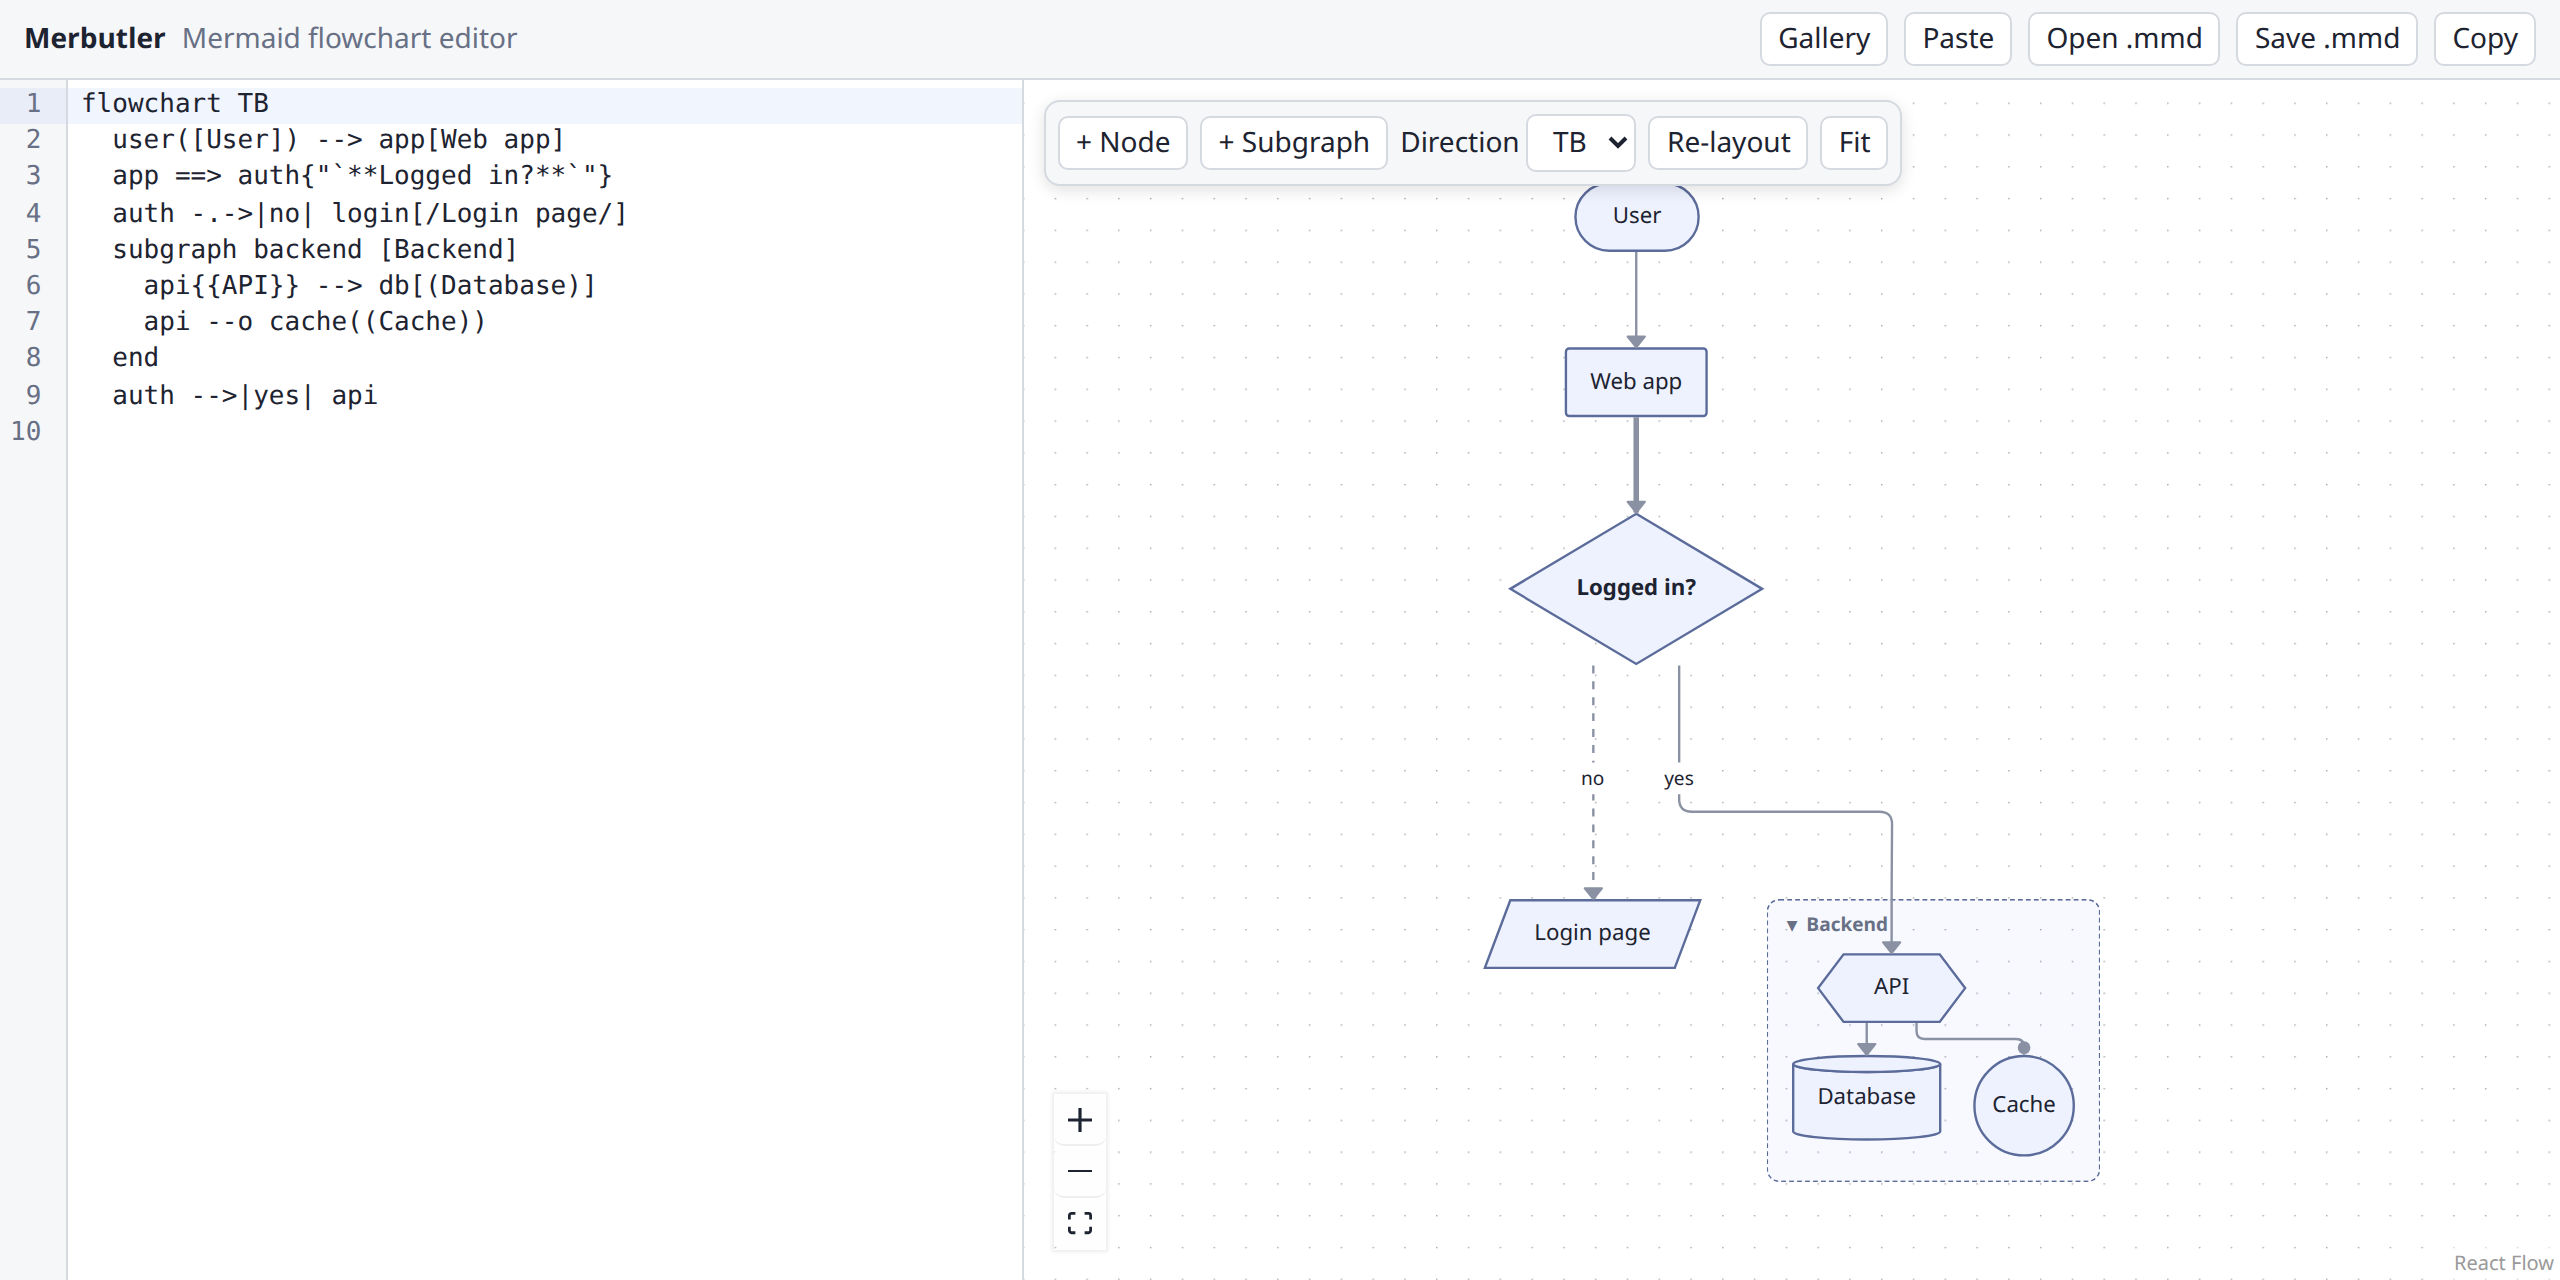 Merbutler Mermaid flowchart editor
Gallery Paste Open .mmd Save .mmd Copy
1 flowchart TB
2   user([User]) --> app[Web app]
3   app ==> auth{"`**Logged in?**`"}
4   auth -.->|no| login[/Login page/]
5   subgraph backend [Backend]
6     api{{API}} --> db[(Database)]
7     api --o cache((Cache))
8   end
9   auth -->|yes| api
10
+ Node + Subgraph Direction TB Re-layout Fit
User
Web app
Logged in?
no yes
Login page
▼ Backend
API
Database
Cache
React Flow